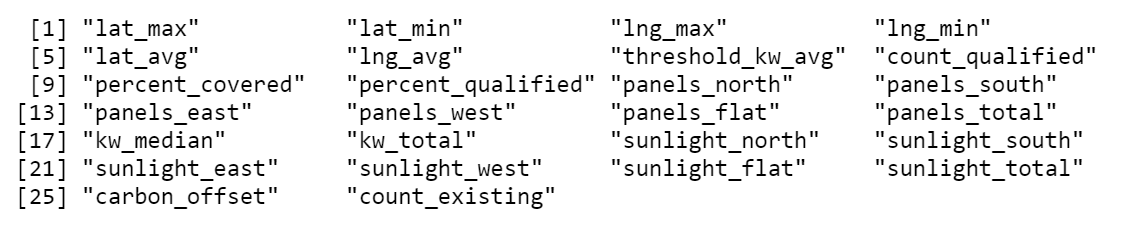 [1] "lat_max" "lat_min" "lng_max" "lng_min"
[5] "lat_avg" "lng_avg" "threshold_kw_avg" "count_qualified"
[9] "percent_covered" "percent_qualified" "panels_north" "panels_south"
[13] "panels_east" "panels_west" "panels_flat" "panels_total"
[17] "kw_median" "kw_total" "sunlight_north" "sunlight_south"
[21] "sunlight_east" "sunlight_west" "sunlight_flat" "sunlight_total"
[25] "carbon_offset" "count_existing"